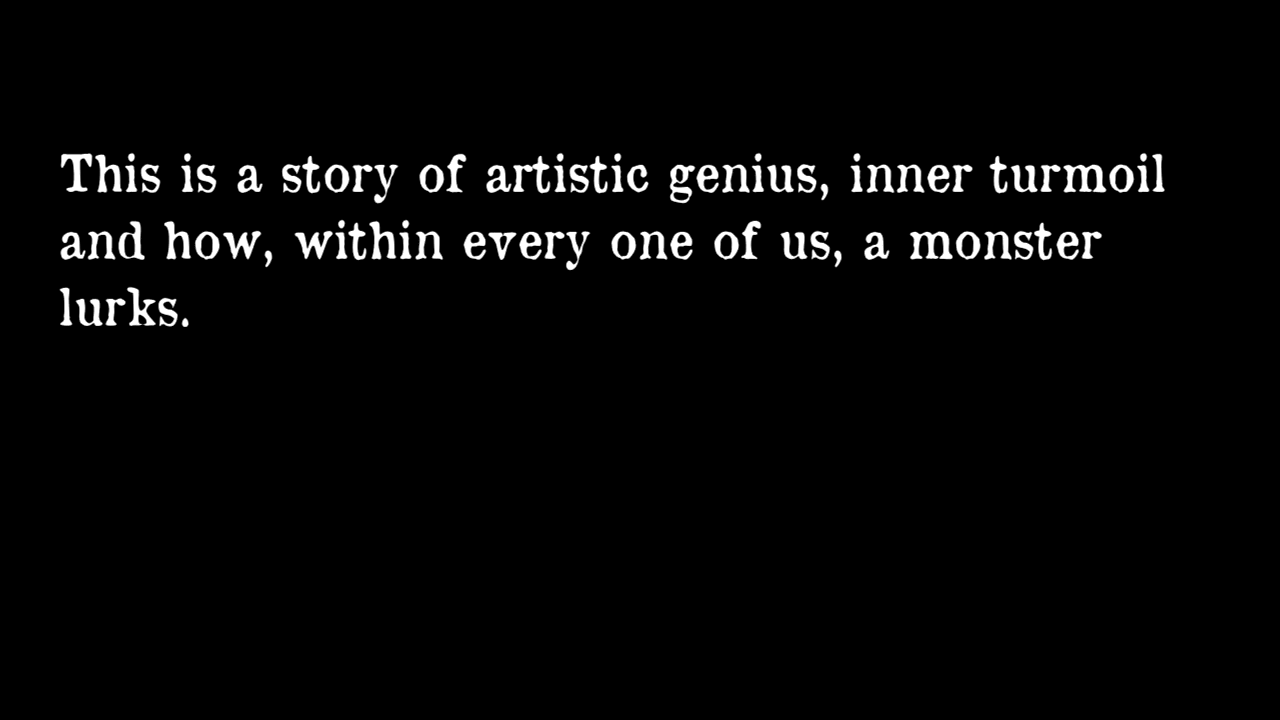 This is a story of artistic genius, inner turmoil
and how, within every one of us, a monster
lurks.